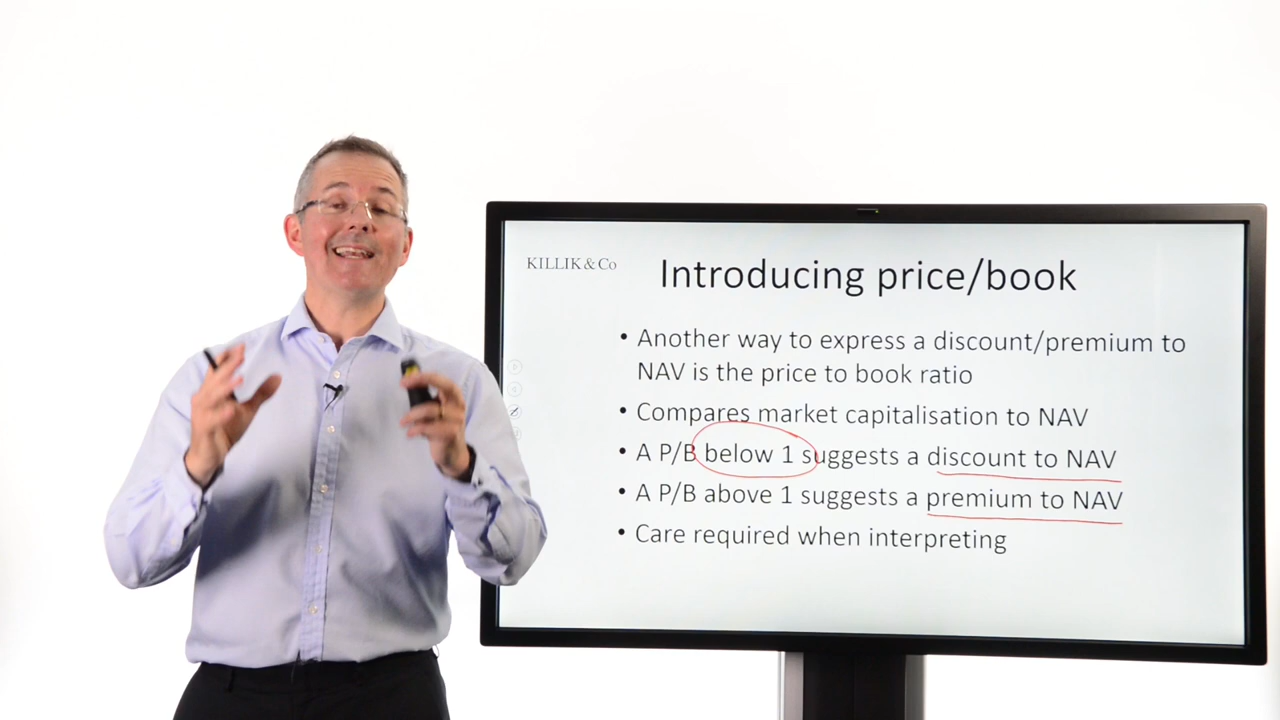 KILLIK & Co
Introducing price/book
• Another way to express a discount/premium to
NAV is the price to book ratio
• Compares market capitalisation to NAV
• A P/B below 1 suggests a discount to NAV
• A P/B above 1 suggests a premium to NAV
• Care required when interpreting